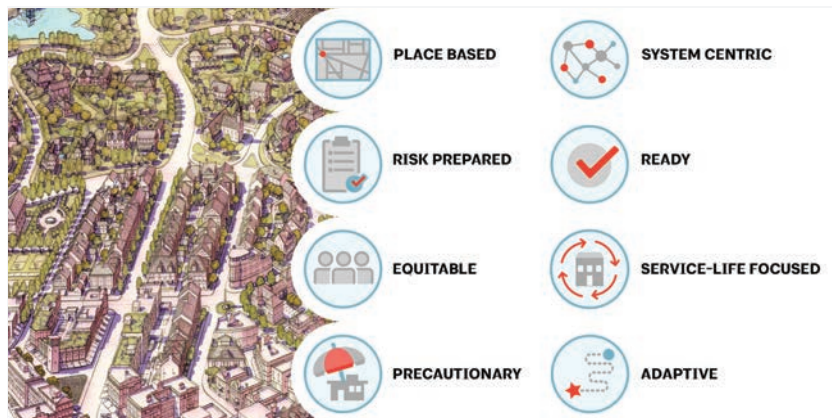 PLACE BASED
SYSTEM CENTRIC
RISK PREPARED
READY
EQUITABLE
SERVICE-LIFE FOCUSED
PRECAUTIONARY
ADAPTIVE